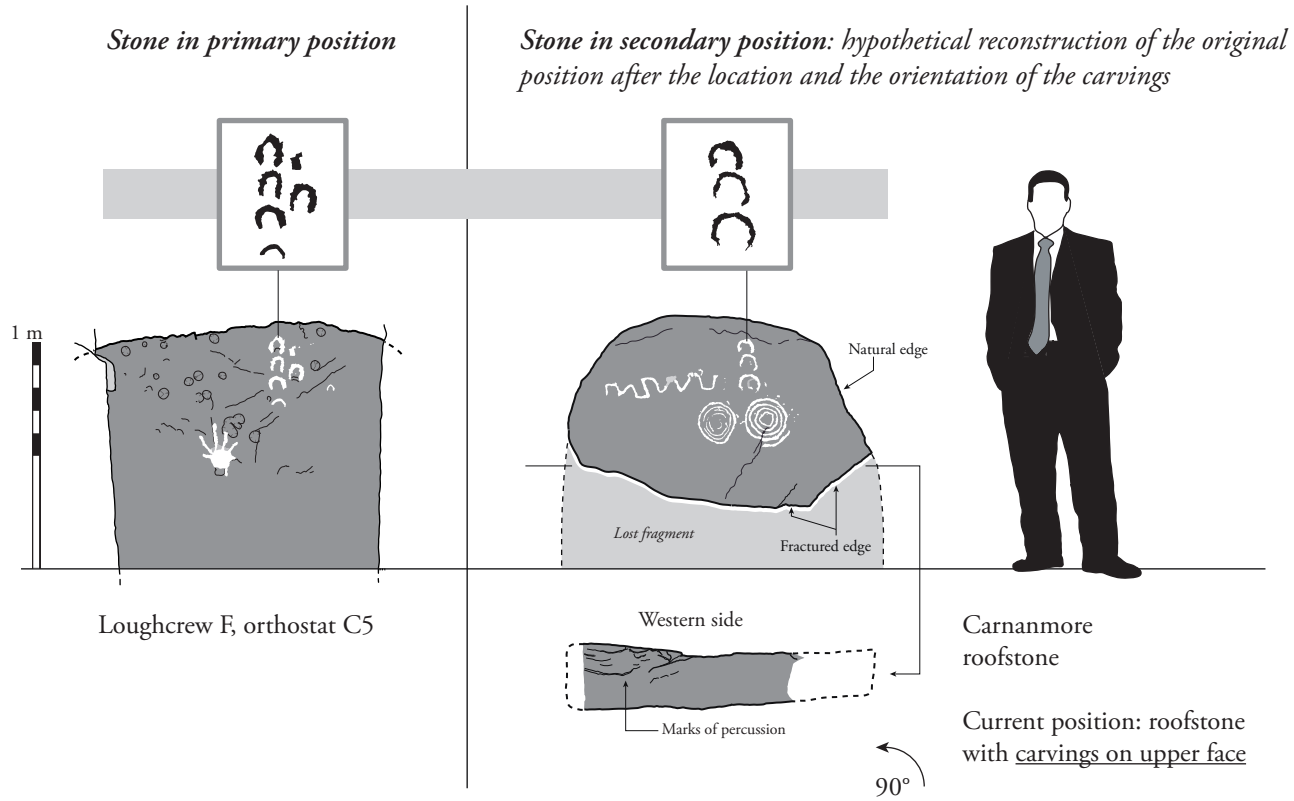 Stone in primary position
Stone in secondary position: hypothetical reconstruction of the original
position after the location and the orientation of the carvings
1 m
Natural edge
Lost fragment
Fractured edge
Loughcrew F, orthostat C5
Western side
Marks of percussion
90°
Carnanmore
roofstone
Current position: roofstone
with carvings on upper face